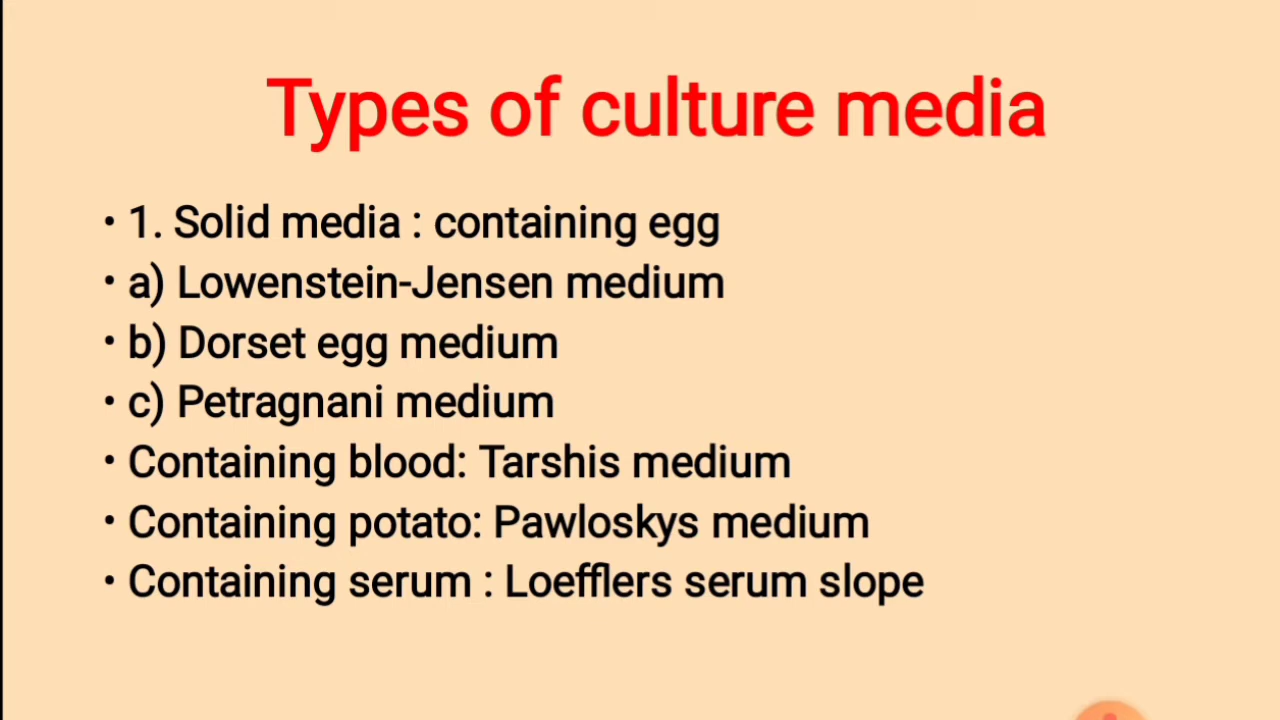 Types of culture media
• 1. Solid media : containing egg
• a) Lowenstein-Jensen medium
• b) Dorset egg medium
• c) Petragnani medium
• Containing blood: Tarshis medium
• Containing potato: Pawloskys medium
• Containing serum : Loefflers serum slope